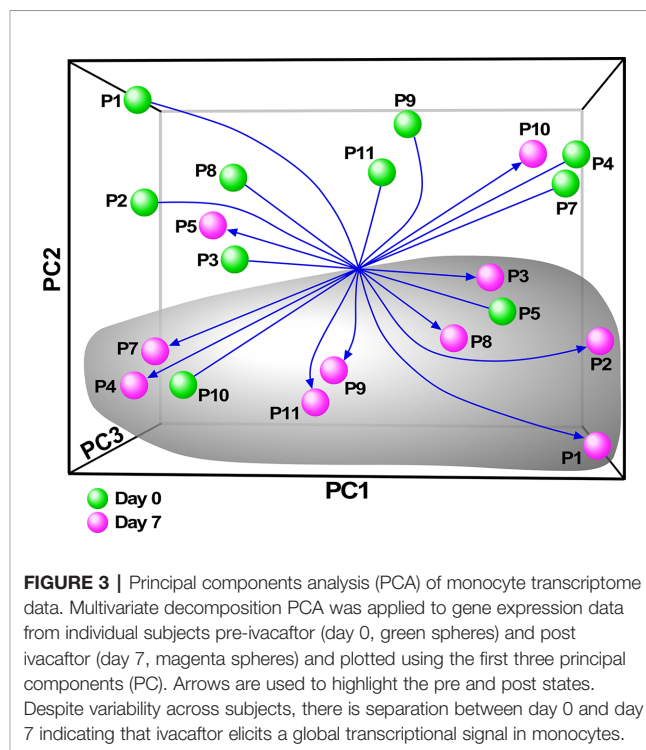 P1
P9
P10
P4
P11
P8
P7
P2
P5
P3
P3
PC2
P5
P8
P2
P7
P9
P4
P10
P11
PC3
P1
PC1
Day 0
Day 7
FIGURE 3 | Principal components analysis (PCA) of monocyte transcriptome
data. Multivariate decomposition PCA was applied to gene expression data
from individual subjects pre-ivacaftor (day 0, green spheres) and post
ivacaftor (day 7, magenta spheres) and plotted using the first three principal
components (PC). Arrows are used to highlight the pre and post states.
Despite variability across subjects, there is separation between day 0 and day
7 indicating that ivacaftor elicits a global transcriptional signal in monocytes.